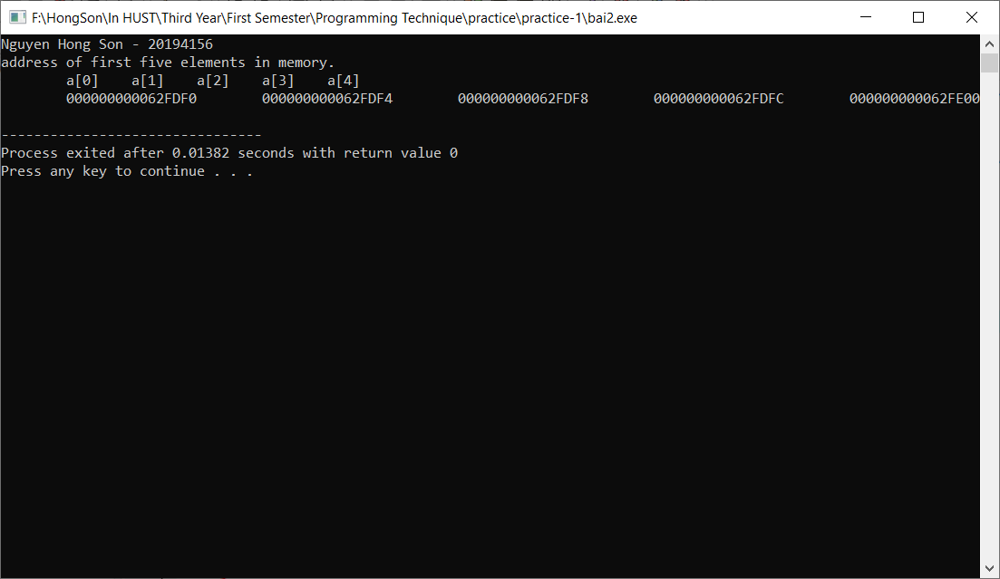 F:\HongSon\In HUST\Third Year\First Semester\Programming Technique\practice\practice-1\bai2.exe
Nguyen Hong Son - 20194156
address of first five elements in memory.
a[0] a[1] a[2] a[3] a[4]
000000000062FDF0 000000000062FDF4 000000000062FDF8 000000000062FDFC 000000000062FE00
--------------------------------
Process exited after 0.01382 seconds with return value 0
Press any key to continue . . .